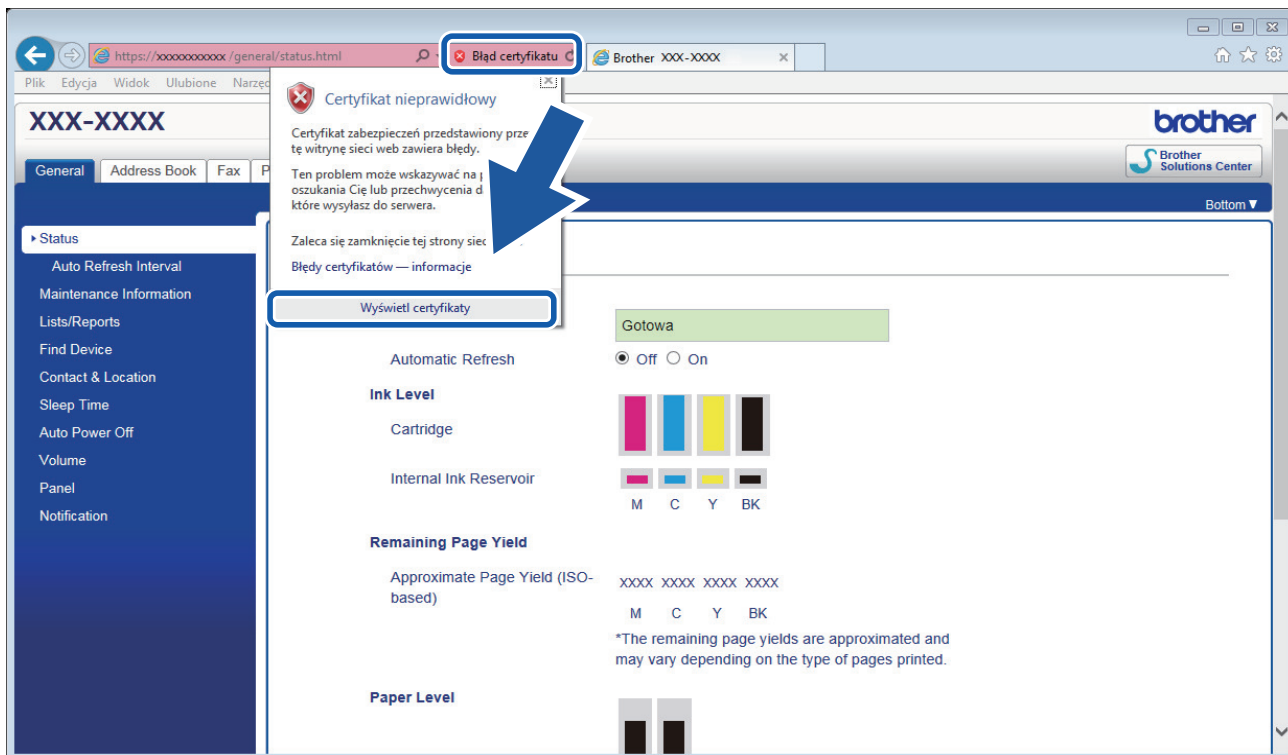 https://xxxxxxxxxxx /general/status.html
Błąd certyfikatu
Brother XXX-XXXX
Plik Edycja Widok Ulubione
Certyfikat nieprawidłowy
Certyfikat zabezpieczeń przedstawiony
tę witrynę sieci web zawiera błędy.
Ten problem może wskazywać na
oszukania Cię lub przechwycenia
które wysyłasz do serwera.
Zaleca się zamknięcie tej strony
Błędy certyfikatów — informacje
Wyświetl certyfikaty
XXX-XXXX
brother
Brother
Solutions Center
General Address Book Fax
Bottom ▼
Status
Auto Refresh Interval
Maintenance Information
Lists/Reports
Find Device
Contact & Location
Sleep Time
Auto Power Off
Volume
Panel
Notification
Gotowa
Automatic Refresh Off On
Ink Level
Cartridge
Internal Ink Reservoir
M C Y BK
Remaining Page Yield
Approximate Page Yield (ISO-
based)
XXXX XXXX XXXX XXXX
M C Y BK
*The remaining page yields are approximated and
may vary depending on the type of pages printed.
Paper Level